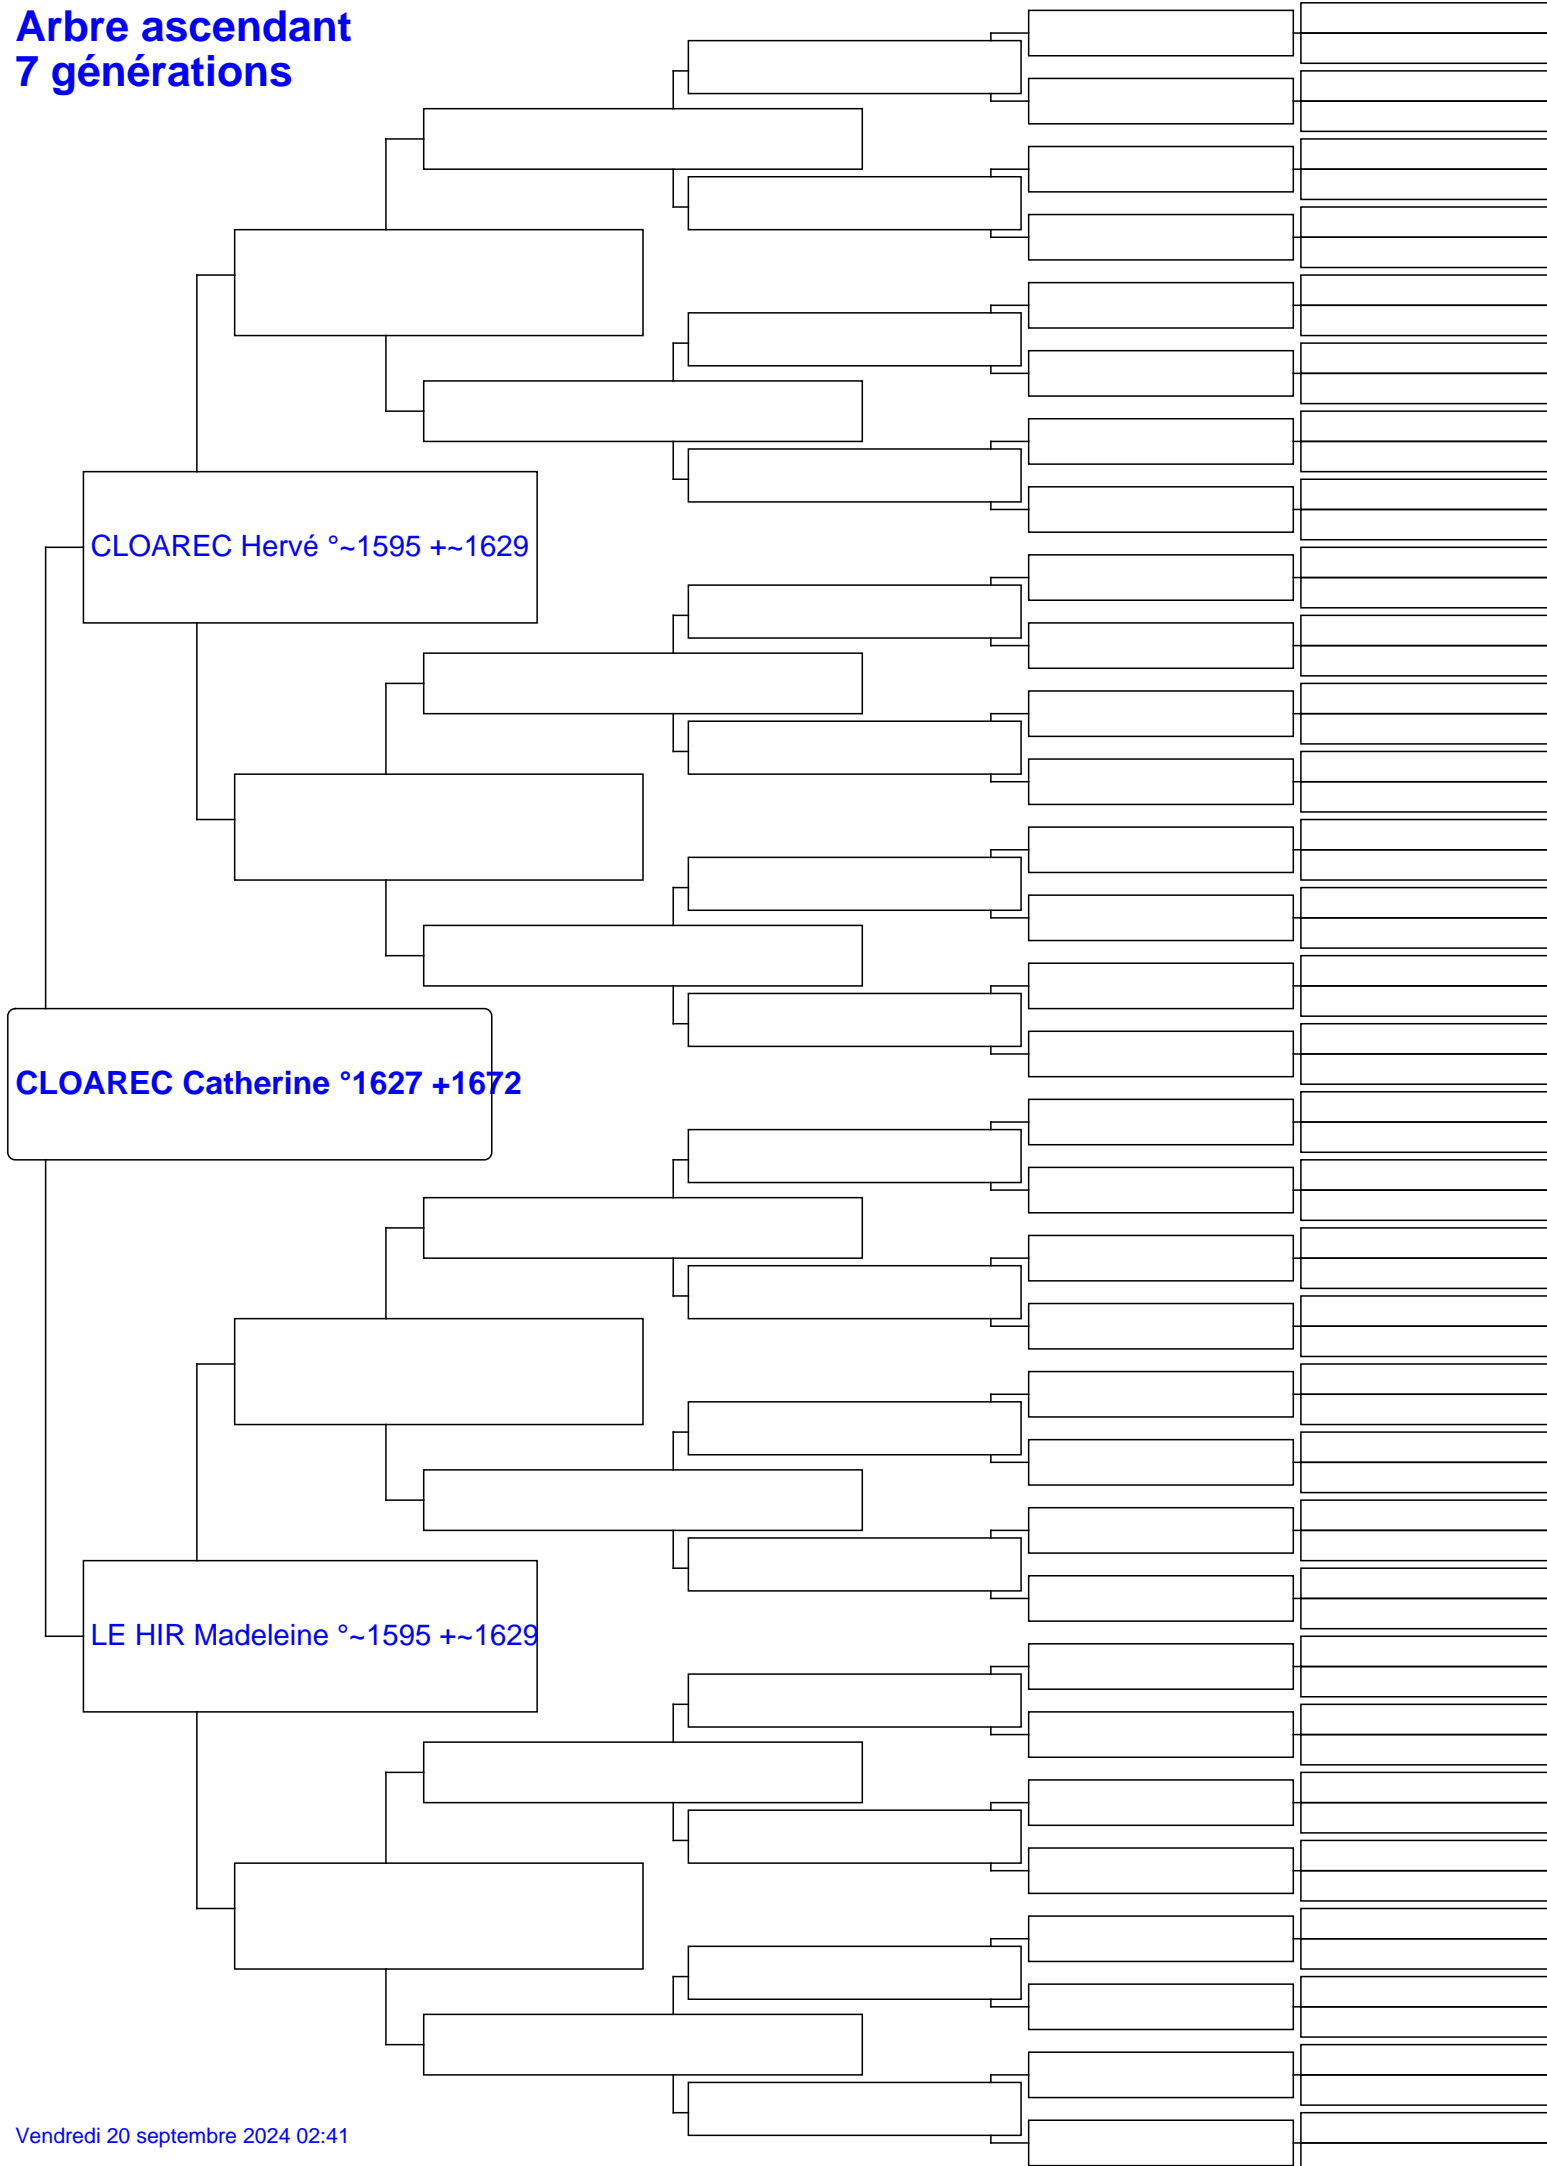 Arbre ascendant
7 générations
CLOAREC Hervé °~1595 +~1629
CLOAREC Catherine °1627 +1672
LE HIR Madeleine °~1595 +~1629
Vendredi 20 septembre 2024 02:41